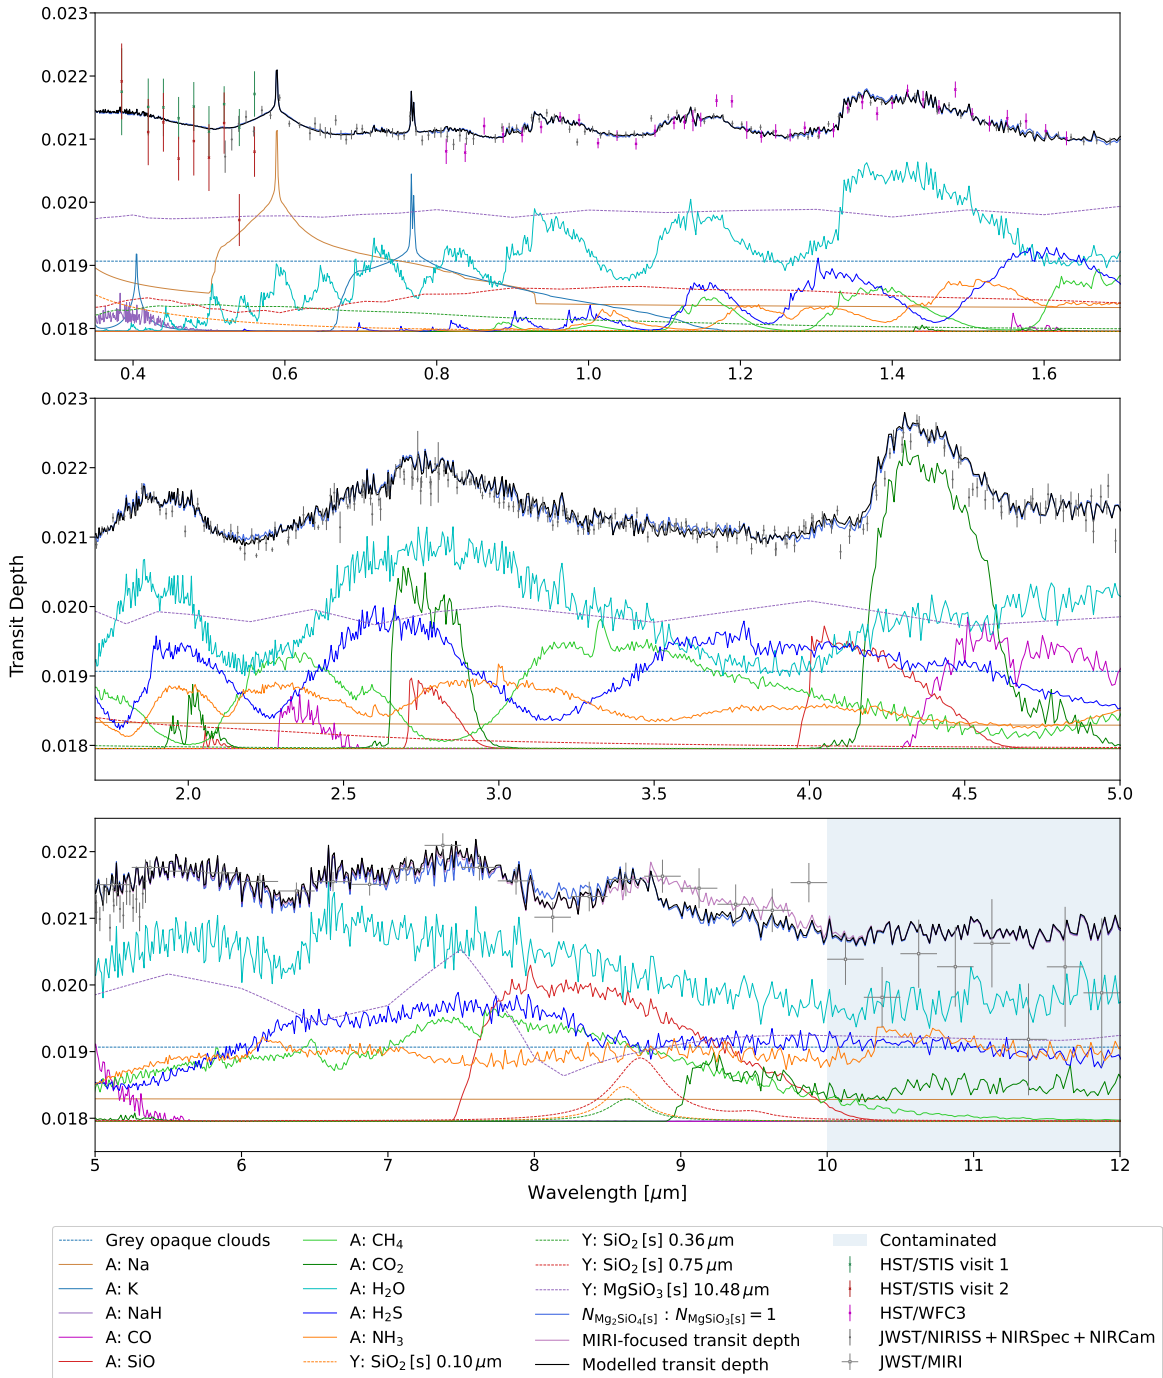 0.023
0.022
0.021
0.020
0.019
0.018
0.4 0.6 0.8 1.0 1.2 1.4 1.6
0.023
0.022
0.021
0.020
0.019
0.018
2.0 2.5 3.0 3.5 4.0 4.5 5.0
Transit Depth
0.022
0.021
0.020
0.019
0.018
5 6 7 8 9 10 11 12
Wavelength [μm]
Grey opaque clouds
A: Na
A: K
A: NaH
A: CO
A: SiO
A: CH₄
A: CO₂
A: H₂O
A: H₂S
A: NH₃
Y: SiO₂ [s] 0.10 μm
Y: SiO₂ [s] 0.36 μm
Y: SiO₂ [s] 0.75 μm
Y: MgSiO₃ [s] 10.48 μm
N_Mg₂SiO₄[s] : N_MgSiO₃[s] = 1
MIRI-focused transit depth
Modelled transit depth
Contaminated
HST/STIS visit 1
HST/STIS visit 2
HST/WFC3
JWST/NIRISS + NIRSpec + NIRCam
JWST/MIRI